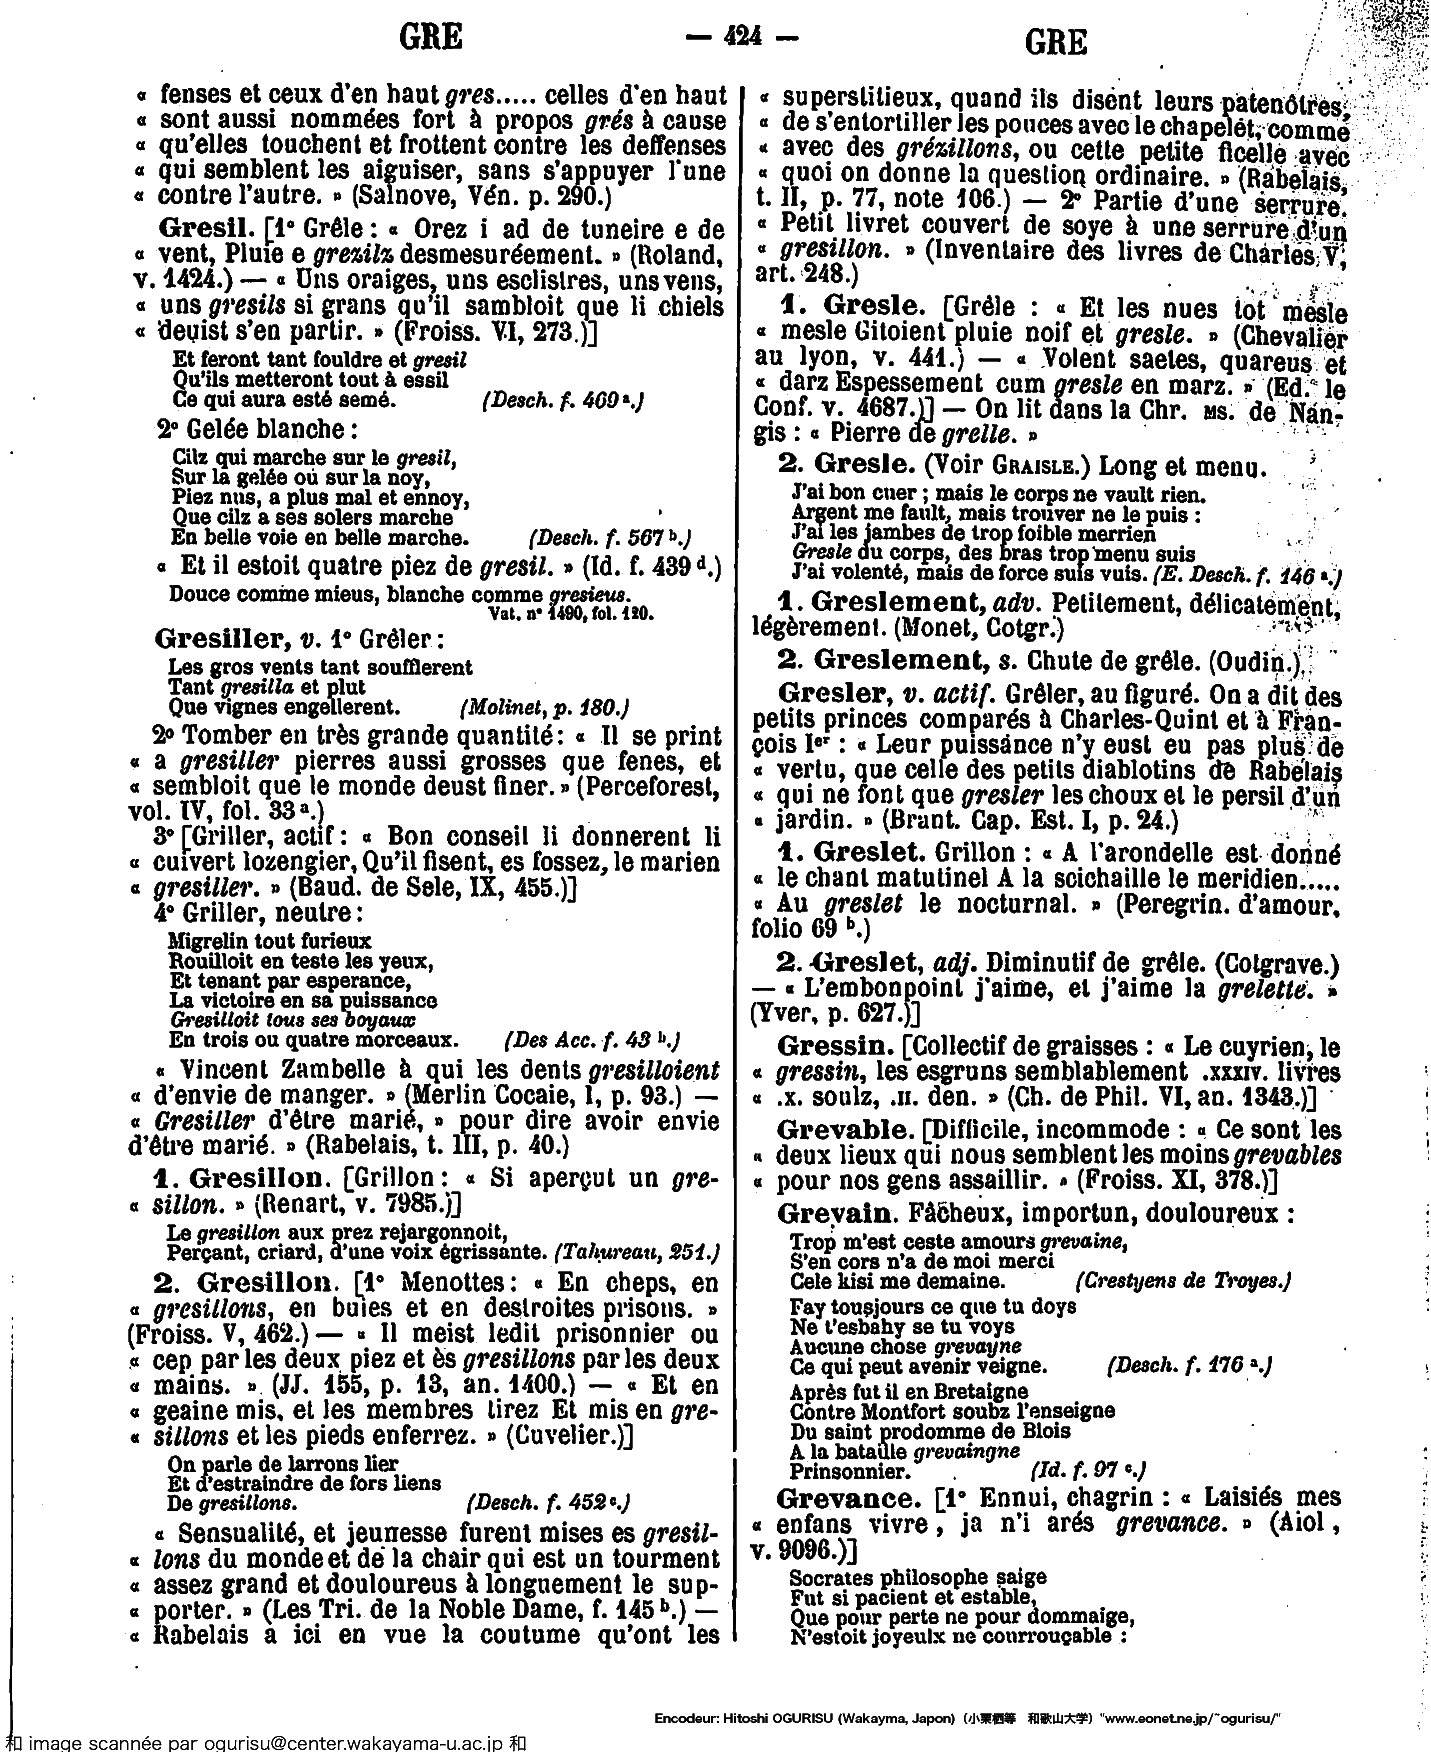 GRE
— 424 —
GRE
« fenses et ceux d'en haut gres..... celles d'en haut
« sont aussi nommées fort à propos grés à cause
« qu'elles touchent et frottent contre les deffenses
« qui semblent les aiguiser, sans s'appuyer l'une
« contre l'autre. » (Salnove, Vén. p. 290.)
Gresil. [1° Grêle : « Orez i ad de tuneire e de
« vent, Pluie e grezilz desmesuréement. » (Roland,
v. 1424.) — « Uns oraiges, uns esclistres, uns vens,
« uns gresils si grans qu'il sambloit que li chiels
« deuist s'en partir. » (Froiss. VI, 273.)]
Et feront tant fouldre et gresil
Qu'ils metteront tout à essil
Ce qui aura esté semé. (Desch. f. 469 a.)
2° Gelée blanche :
Cilz qui marche sur le gresil,
Sur la gelée où sur la noy,
Piez nus, a plus mal et ennoy,
Que cilz a ses solers marche
En belle voie en belle marche. (Desch. f. 567 b.)
« Et il estoit quatre piez de gresil. » (Id. f. 439 d.)
Douce comme mieus, blanche comme gresieus.
Vat. n° 1490, fol. 120.
Gresiller, v. 1° Grêler :
Les gros vents tant soufflerent
Tant gresilla et plut
Que vignes engellerent. (Molinet, p. 180.)
2° Tomber en très grande quantité : « Il se print
« a gresiller pierres aussi grosses que fenes, et
« sembloit que le monde deust finer. » (Perceforest,
vol. IV, fol. 33 a.)
3° [Griller, actif : « Bon conseil li donnerent li
« cuivert lozengier, Qu'il fisent, es fossez, le marien
« gresiller. » (Baud. de Sele, IX, 455.)]
4° Griller, neutre :
Migrelin tout furieux
Rouilloit en teste les yeux,
Et tenant par esperance,
La victoire en sa puissance
Gresilloit tous ses boyaux
En trois ou quatre morceaux. (Des Acc. f. 43 b.)
« Vincent Zambelle à qui les dents gresilloient
« d'envie de manger. » (Merlin Cocaie, I, p. 93.) —
« Gresiller d'être marié, » pour dire avoir envie
d'être marié. » (Rabelais, t. III, p. 40.)
1. Gresillon. [Grillon : « Si aperçut un gre-
« sillon. » (Renart, v. 7985.)]
Le gresillon aux prez rejargonnoit,
Perçant, criard, d'une voix égrissante. (Tahureau, 251.)
2. Gresillon. [1° Menottes : « En cheps, en
« gresillons, en buies et en destroites prisons. »
(Froiss. V, 462.) — « Il meist ledit prisonnier ou
« cep par les deux piez et ès gresillons par les deux
« mains. » (JJ. 155, p. 13, an. 1400.) — « Et en
« geaine mis, et les membres tirez Et mis en gre-
« sillons et les pieds enferrez. » (Cuvelier.)]
On parle de larrons lier
Et d'estraindre de fors liens
De gresillons. (Desch. f. 452 c.)
« Sensualité, et jeunesse furent mises es gresil-
« lons du monde et de la chair qui est un tourment
« assez grand et douloureus à longuement le sup-
« porter. » (Les Tri. de la Noble Dame, f. 145 b.) —
« Rabelais a ici en vue la coutume qu'ont les
« superstitieux, quand ils disent leurs patenôtres,
« de s'entortiller les pouces avec le chapelet, comme
« avec des grézillons, ou cette petite ficelle avec
« quoi on donne la question ordinaire. » (Rabelais,
t. II, p. 77, note 106.) — 2° Partie d'une serrure.
« Petit livret couvert de soye à une serrure d'un
« gresillon. » (Inventaire des livres de Charles V,
art. 248.)
1. Gresle. [Grêle : « Et les nues tot mesle
« mesle Gitoient pluie noif et gresle. » (Chevalier
au lyon, v. 441.) — « Volent saetes, quareus et
« darz Espessement cum gresle en marz. » (Ed. le
Conf. v. 4687.)] — On lit dans la Chr. MS. de Nan-
gis : « Pierre de grelle. »
2. Gresle. (Voir GRAISLE.) Long et menu.
J'ai bon cuer ; mais le corps ne vault rien.
Argent me fault, mais trouver ne le puis :
J'ai les jambes de trop foible merrien
Gresle du corps, des bras trop menu suis
J'ai volenté, mais de force suis vuis. (E. Desch. f. 146 a.)
1. Greslement, adv. Petitement, délicatement,
légèrement. (Monet, Cotgr.)
2. Greslement, s. Chute de grêle. (Oudin.)
Gresler, v. actif. Grêler, au figuré. On a dit des
petits princes comparés à Charles-Quint et à Fran-
çois Ier : « Leur puissance n'y eust eu pas plus de
« vertu, que celle des petits diablotins de Rabelais
« qui ne font que gresler les choux et le persil d'un
« jardin. » (Brant. Cap. Est. I, p. 24.)
1. Greslet. Grillon : « A l'arondelle est donné
« le chant matutinel A la scichaille le meridien.....
« Au greslet le nocturnal. » (Peregrin. d'amour,
folio 69 b.)
2. Greslet, adj. Diminutif de grêle. (Cotgrave.)
— « L'embonpoint j'aime, et j'aime la grelette. »
(Yver, p. 627.)]
Gressin. [Collectif de graisses : « Le cuyrien, le
« gressin, les esgruns semblablement .XXXIV. livres
« .X. soulz, .II. den. » (Ch. de Phil. VI, an. 1343.)]
Grevable. [Difficile, incommode : « Ce sont les
« deux lieux qui nous semblent les moins grevables
« pour nos gens assaillir. » (Froiss. XI, 378.)]
Grevain. Fâcheux, importun, douloureux :
Trop m'est ceste amours grevaine,
S'en cors n'a de moi merci
Cele kisi me demaine. (Crestyens de Troyes.)
Fay tousjours ce que tu doys
Ne t'esbahy se tu voys
Aucune chose grevayne
Ce qui peut avenir veigne. (Desch. f. 176 a.)
Après fut il en Bretaigne
Contre Montfort soubz l'enseigne
Du saint prodomme de Blois
A la bataille grevaingne
Prinsonnier. (Id. f. 97 c.)
Grevance. [1° Ennui, chagrin : « Laisiés mes
« enfans vivre, ja n'i arés grevance. » (Aiol,
v. 9096.)]
Socrates philosophe saige
Fut si pacient et estable,
Que pour perte ne pour dommaige,
N'estoit joyeulx ne courrouçable :
Encodeur: Hitoshi OGURISU (Wakayma, Japon) (小栗栖等 和歌山大学) "www.eonet.ne.jp/~ogurisu/"
和 image scannée par ogurisu@center.wakayama-u.ac.jp 和